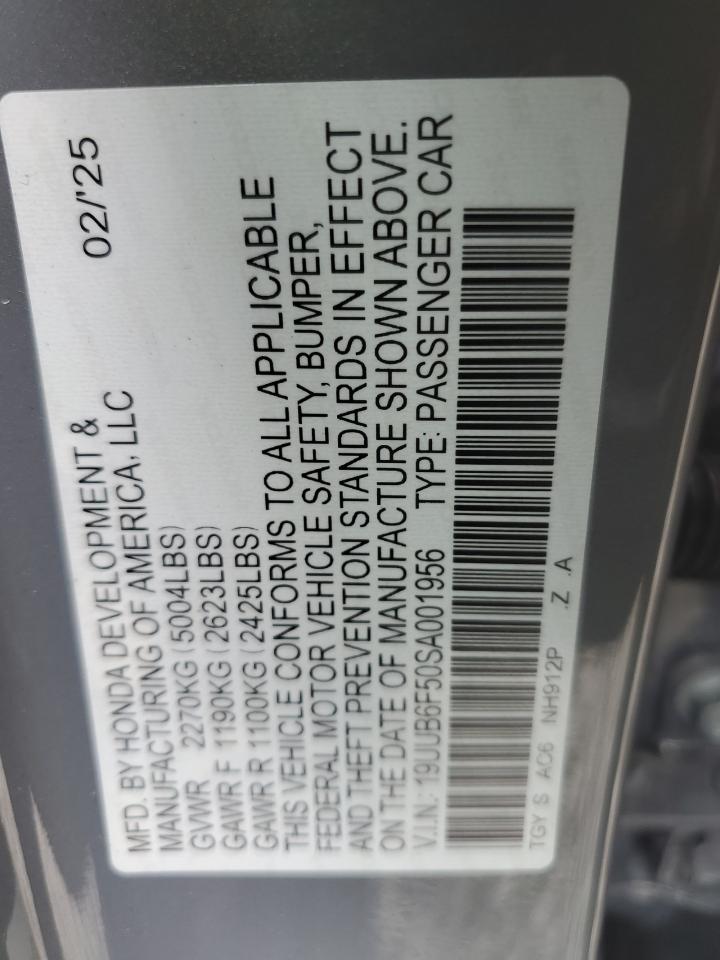 MFD. BY HONDA DEVELOPMENT & 02/'25
MANUFACTURING OF AMERICA, LLC
GVWR 2270KG (5004LBS)
GAWR F 1190KG (2623LBS)
GAWR R 1100KG (2425LBS)
THIS VEHICLE CONFORMS TO ALL APPLICABLE
FEDERAL MOTOR VEHICLE SAFETY, BUMPER,
AND THEFT PREVENTION STANDARDS IN EFFECT
ON THE DATE OF MANUFACTURE SHOWN ABOVE.
V.I.N.: 19UUB6F50SA001956 TYPE: PASSENGER CAR
TGY S AC6 NH912P .Z .A